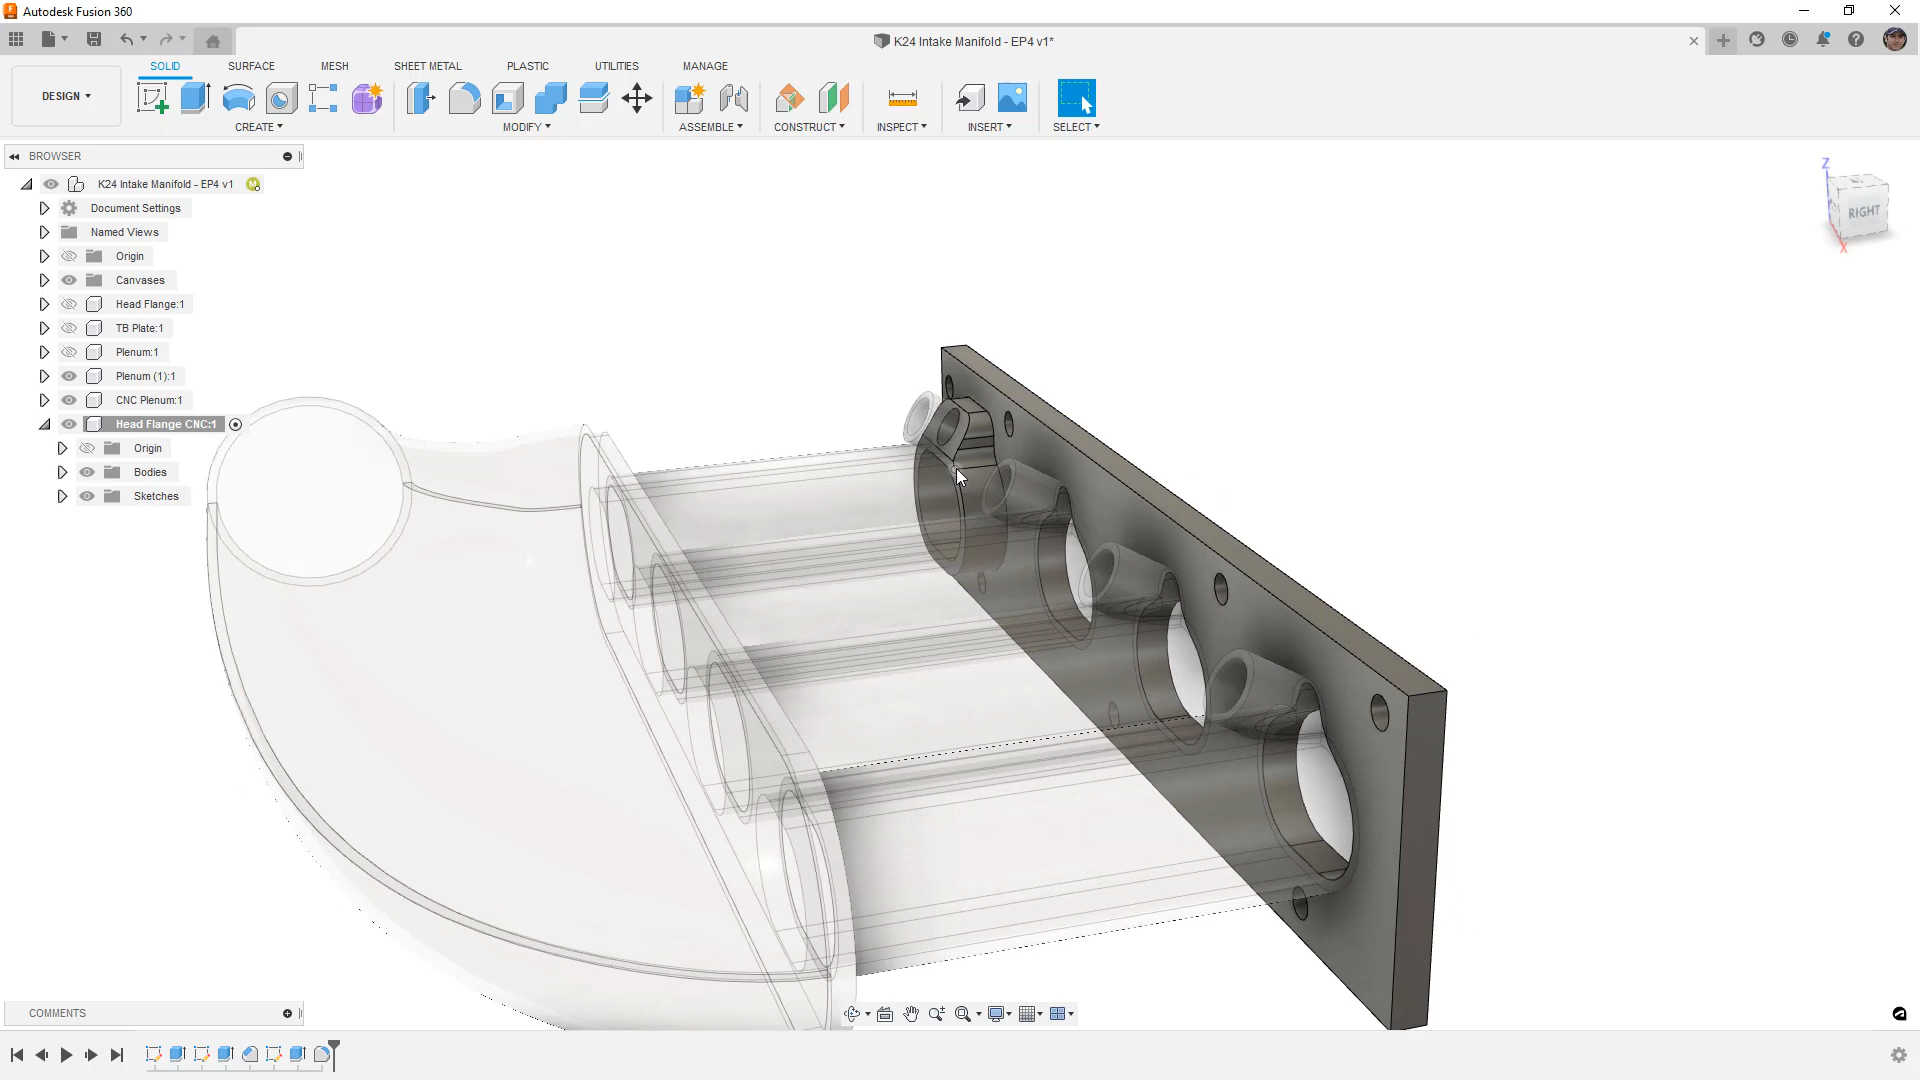 Autodesk Fusion 360
K24 Intake Manifold - EP4 v1*
DESIGN
SOLID SURFACE MESH SHEET METAL PLASTIC UTILITIES MANAGE
CREATE MODIFY ASSEMBLE CONSTRUCT INSPECT INSERT SELECT
BROWSER
K24 Intake Manifold - EP4 v1
Document Settings
Named Views
Origin
Canvases
Head Flange:1
TB Plate:1
Plenum:1
Plenum (1):1
CNC Plenum:1
Head Flange CNC:1
Origin
Bodies
Sketches
Z
RIGHT
X
COMMENTS